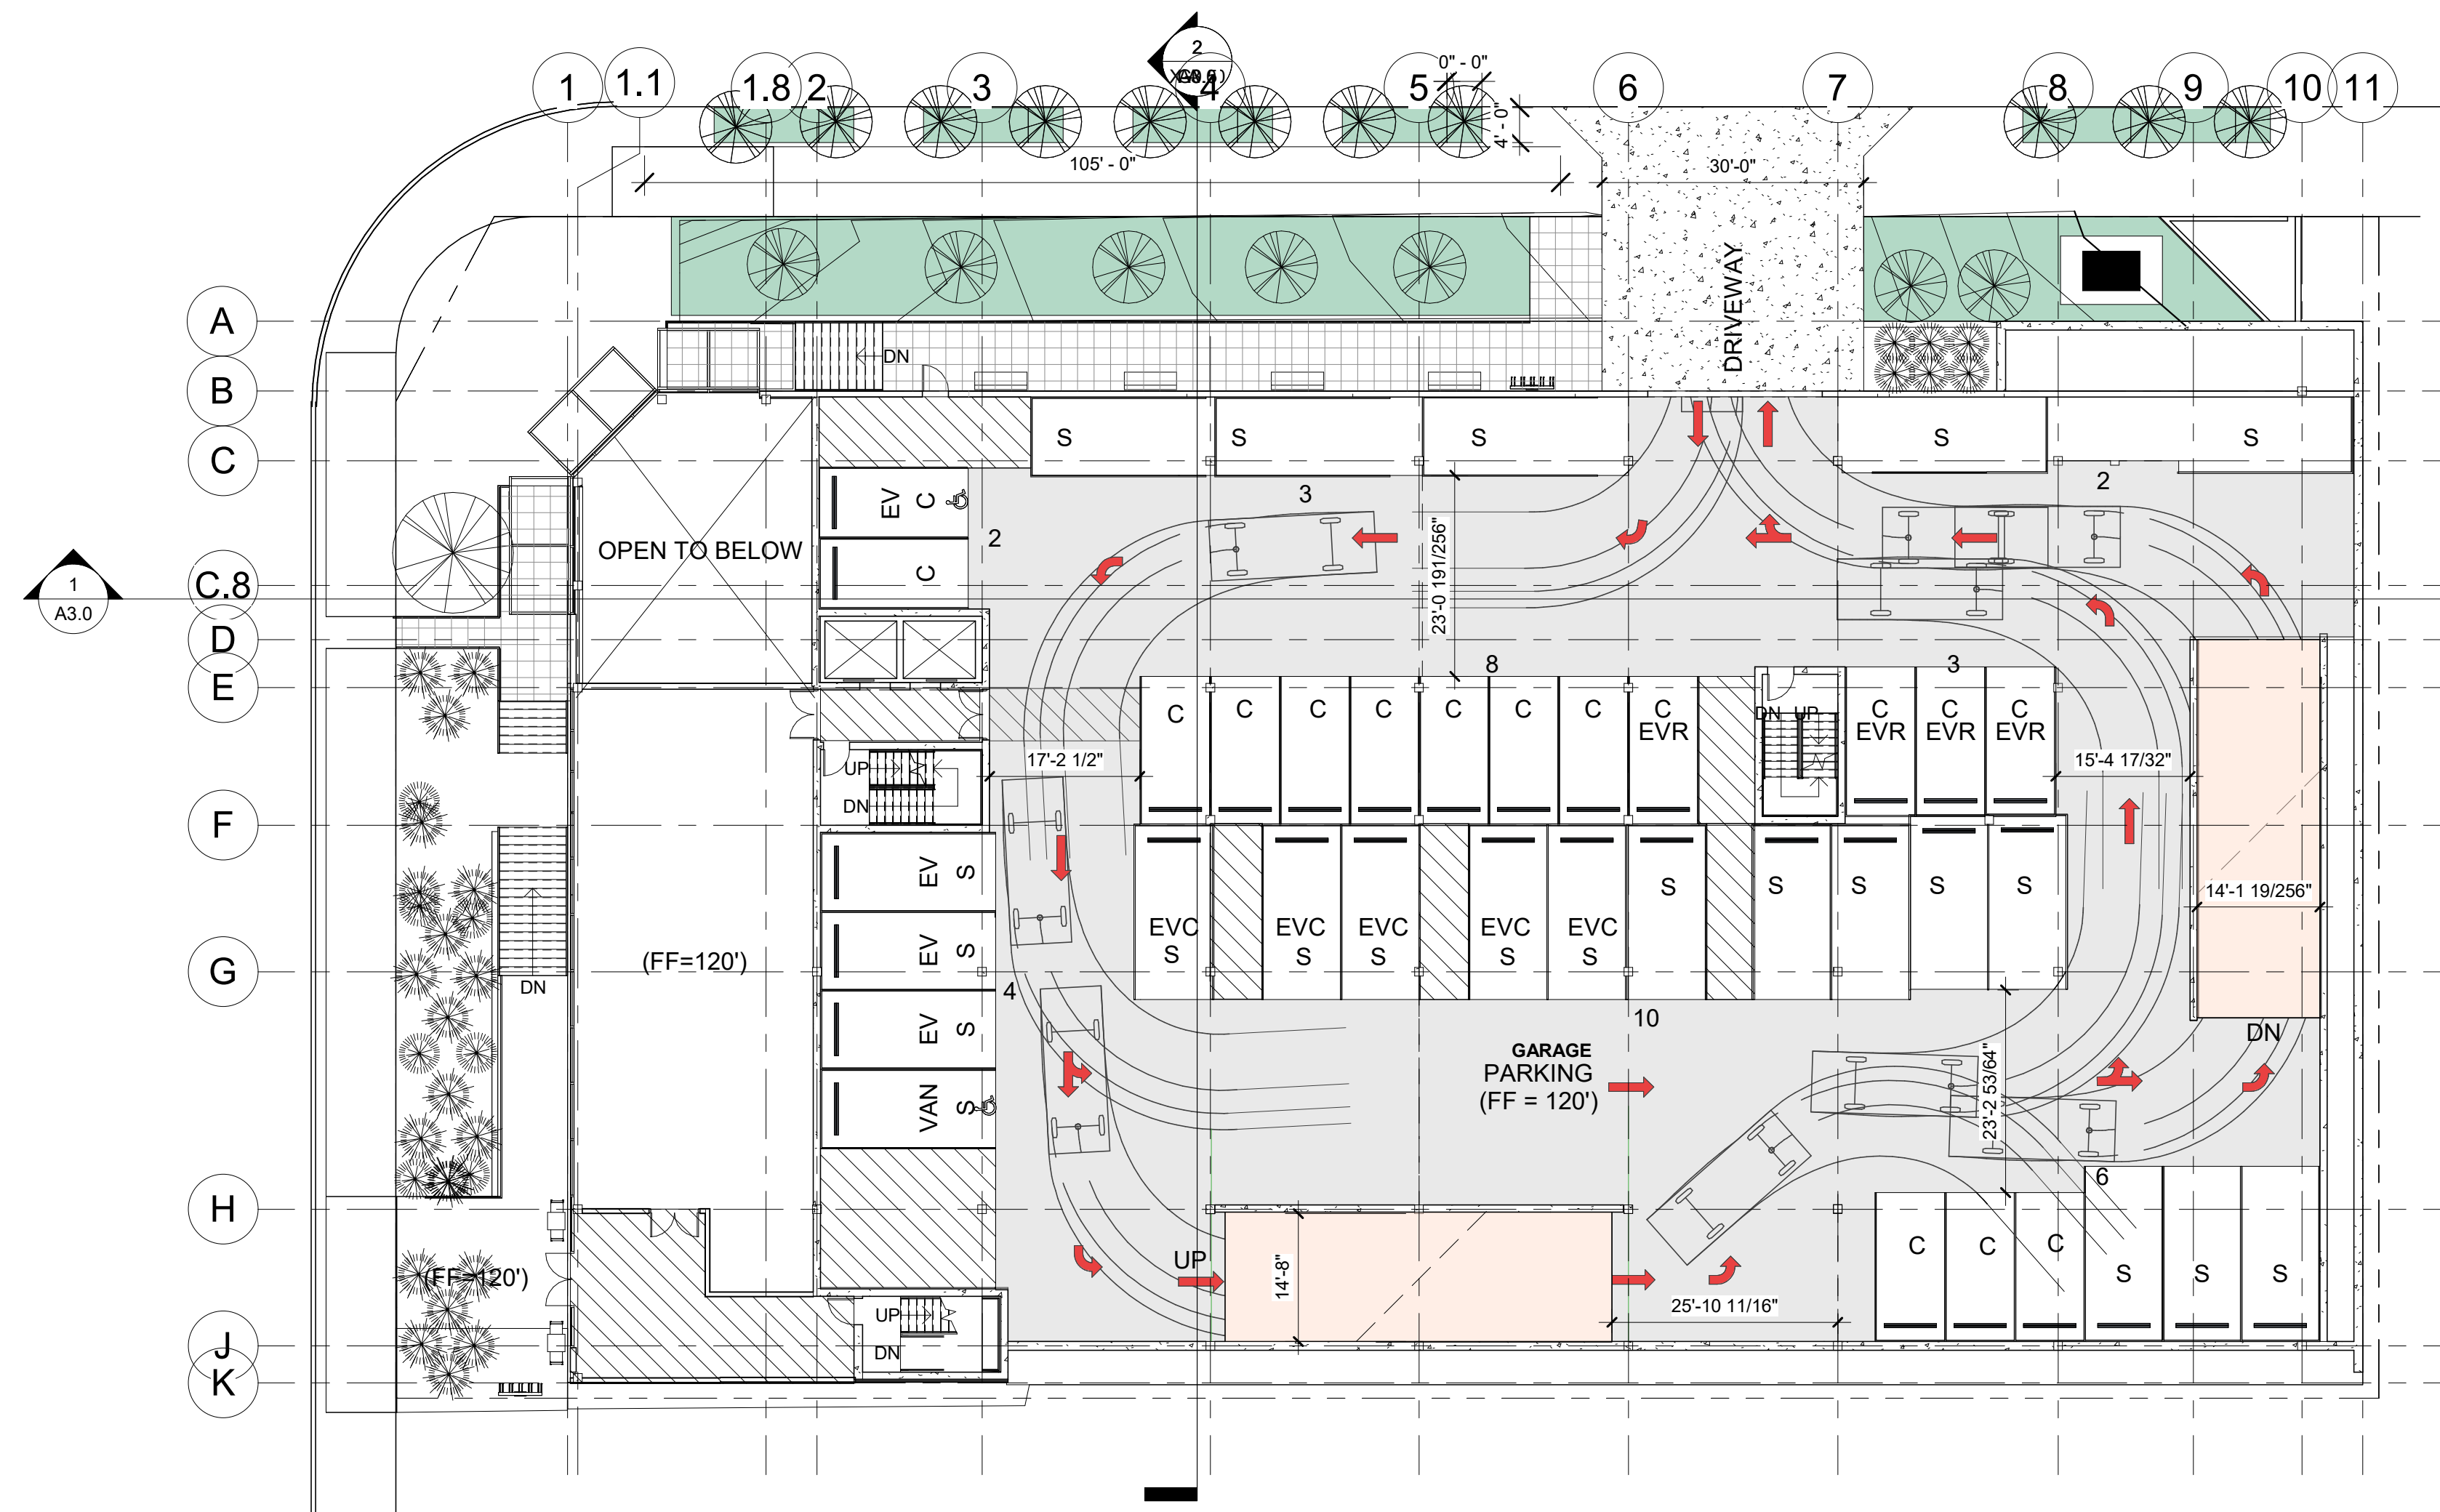 2
4
1
1.1
1.8
2
3
5
0" - 0"
6
7
8
9
10
11
4' - 0"
105' - 0"
30'-0"
DRIVEWAY
A
DN
B
C
S
S
S
S
S
EV
C
2
3
2
OPEN TO BELOW
23'-0 191/256"
C
1
A3.0
C.8
D
E
8
3
C
C
C
C
C
C
C
C
EVR
DN
UP
C
EVR
C
EVR
C
EVR
17'-2 1/2"
15'-4 17/32"
UP
DN
F
EV
S
S
S
S
S
S
14'-1 19/256"
EVC
S
EVC
S
EVC
S
EVC
S
EVC
S
(FF=120')
EV
S
G
DN
4
10
EV
S
DN
GARAGE
PARKING
(FF = 120')
23'-2 53/64"
VAN
S
6
H
C
C
C
S
S
S
UP
14'-8"
(FF=120')
25'-10 11/16"
UP
J
DN
K